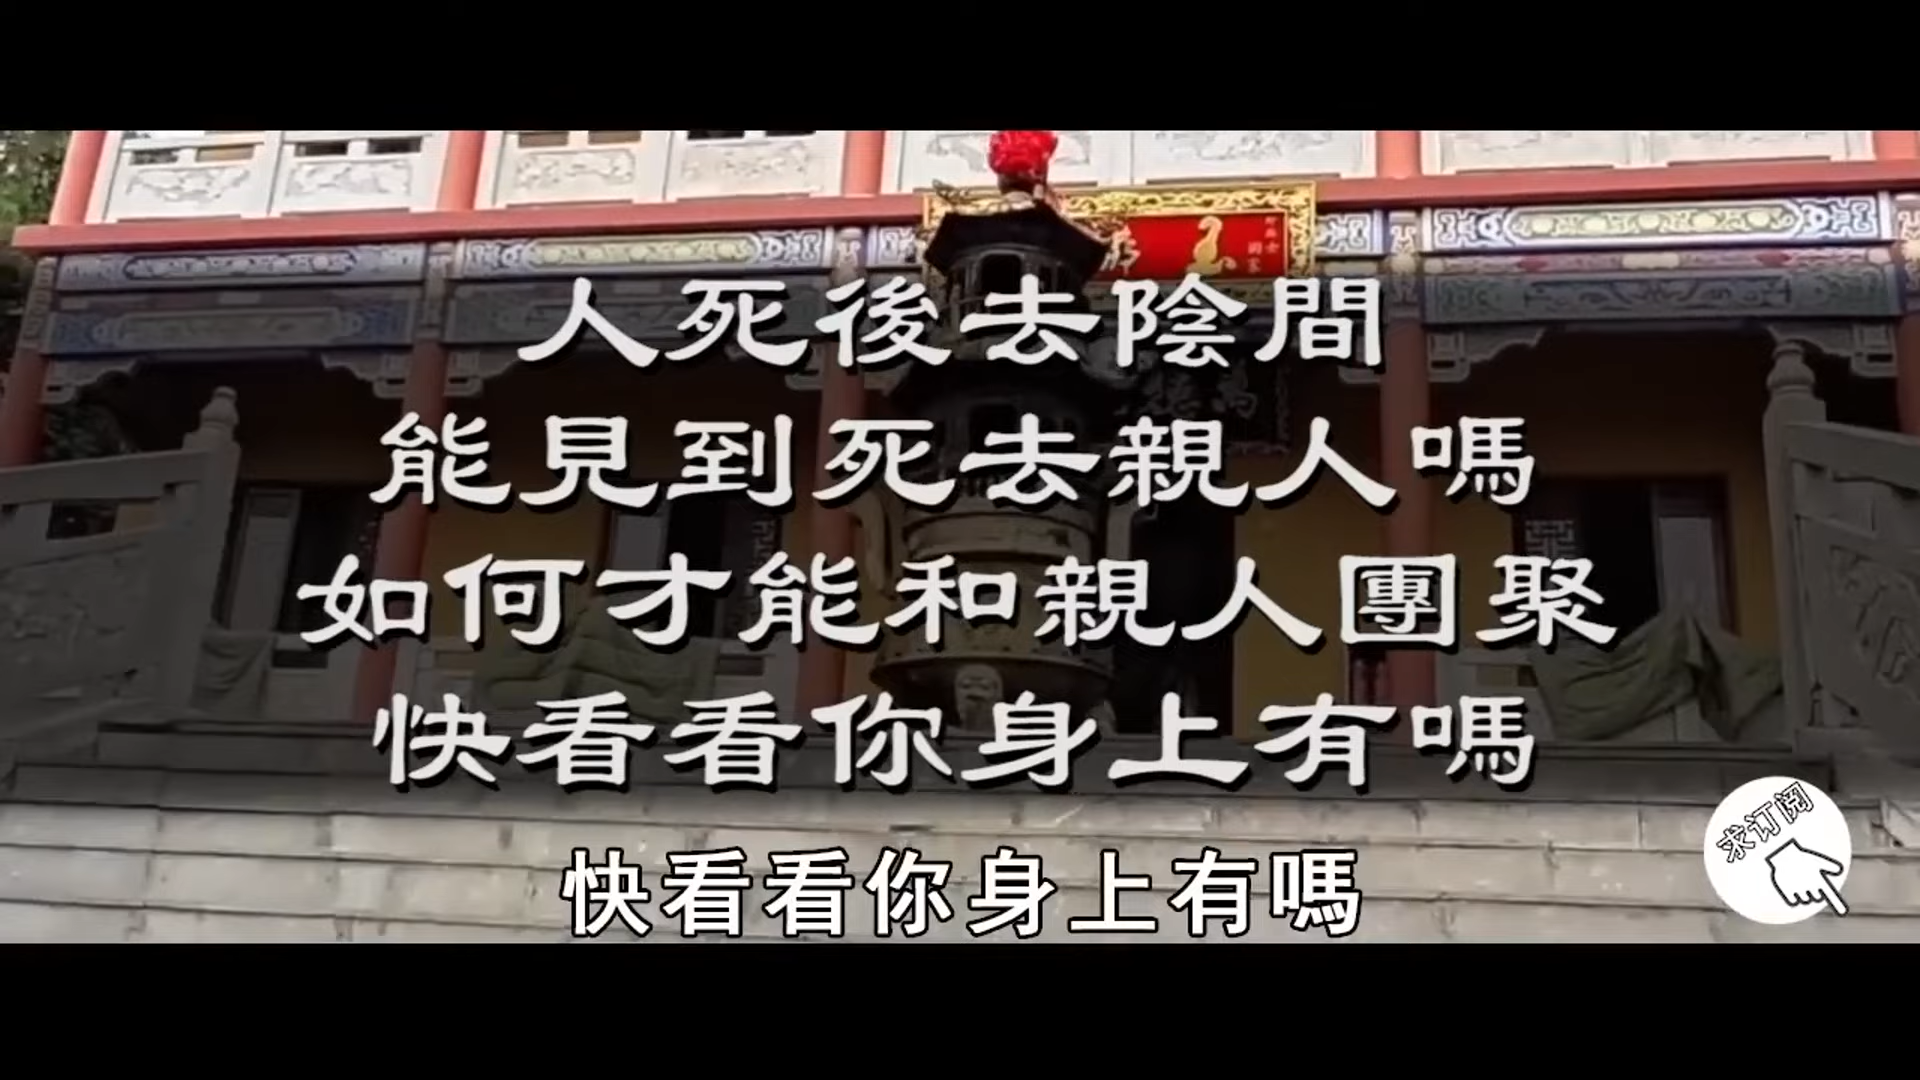 人死後去陰間
能見到死去親人嗎
如何才能和親人團聚
快看看你身上有嗎
快看看你身上有嗎
求订阅